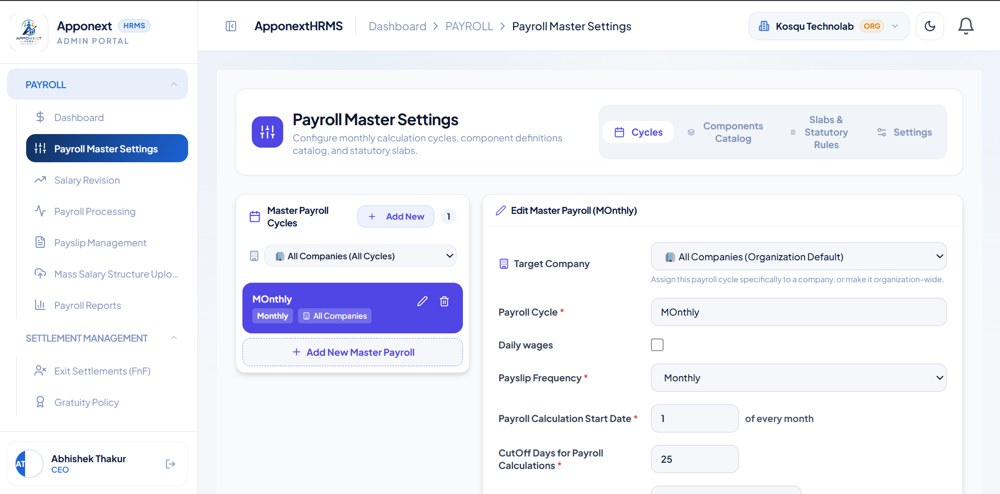 Apponext HRMS
ADMIN PORTAL
APPONEXT
HRMS
PAYROLL
Dashboard
Payroll Master Settings
Salary Revision
Payroll Processing
Payslip Management
Mass Salary Structure Uplo...
Payroll Reports
SETTLEMENT MANAGEMENT
Exit Settlements (FnF)
Gratuity Policy
AT
Abhishek Thakur
CEO
ApponextHRMS
Dashboard > PAYROLL > Payroll Master Settings
Kosqu Technolab ORG
Payroll Master Settings
Configure monthly calculation cycles, component definitions
catalog, and statutory slabs.
Cycles
Components
Catalog
Slabs &
Statutory
Rules
Settings
Master Payroll
Cycles
+ Add New
1
All Companies (All Cycles)
MOnthly
Monthly
All Companies
+ Add New Master Payroll
Edit Master Payroll (MOnthly)
Target Company
All Companies (Organization Default)
Assign this payroll cycle specifically to a company, or make it organization-wide.
Payroll Cycle *
MOnthly
Daily wages
Payslip Frequency *
Monthly
Payroll Calculation Start Date *
1
of every month
CutOff Days for Payroll
Calculations *
25